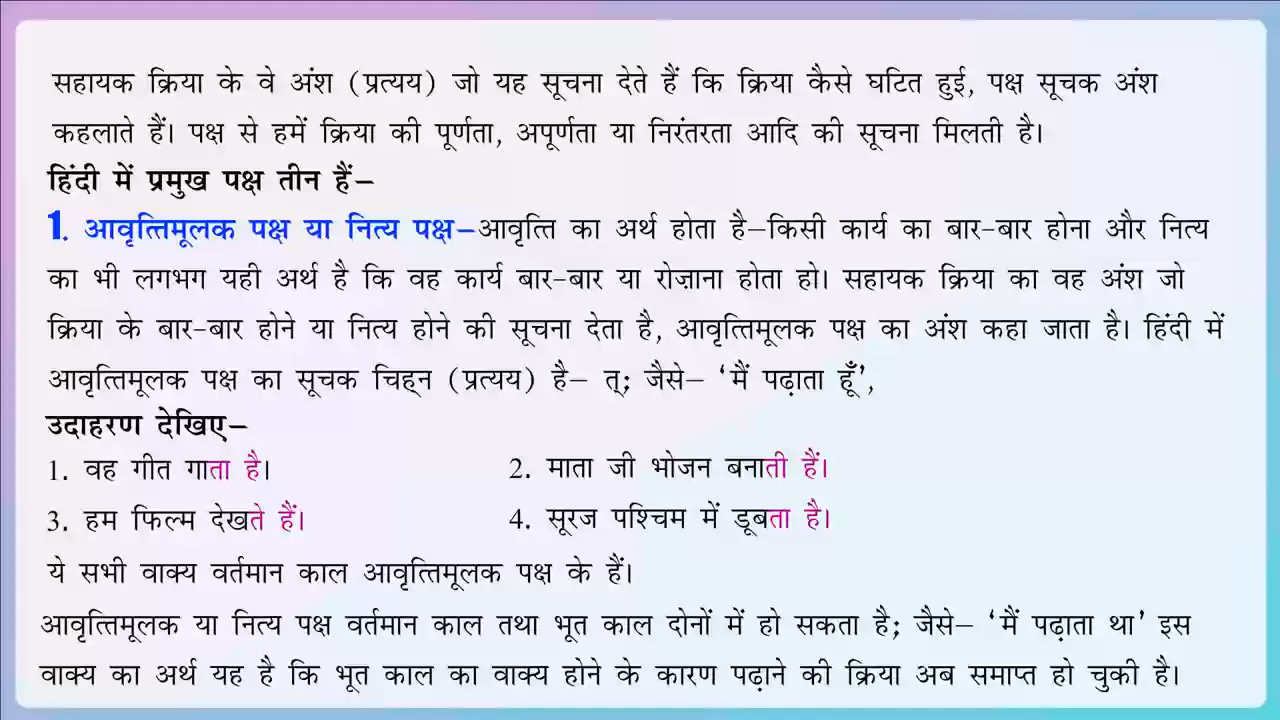 सहायक क्रिया के वे अंश (प्रत्यय) जो यह सूचना देते हैं कि क्रिया कैसे घटित हुई, पक्ष सूचक अंश
कहलाते हैं। पक्ष से हमें क्रिया की पूर्णता, अपूर्णता या निरंतरता आदि की सूचना मिलती है।
हिंदी में प्रमुख पक्ष तीन हैं–
1. आवृत्तिमूलक पक्ष या नित्य पक्ष–आवृत्ति का अर्थ होता है–किसी कार्य का बार-बार होना और नित्य
का भी लगभग यही अर्थ है कि वह कार्य बार-बार या रोज़ाना होता हो। सहायक क्रिया का वह अंश जो
क्रिया के बार-बार होने या नित्य होने की सूचना देता है, आवृत्तिमूलक पक्ष का अंश कहा जाता है। हिंदी में
आवृत्तिमूलक पक्ष का सूचक चिह्न (प्रत्यय) है– त्; जैसे– ‘मैं पढ़ाता हूँ’,
उदाहरण देखिए–
1. वह गीत गाता है। 2. माता जी भोजन बनाती हैं।
3. हम फिल्म देखते हैं। 4. सूरज पश्चिम में डूबता है।
ये सभी वाक्य वर्तमान काल आवृत्तिमूलक पक्ष के हैं।
आवृत्तिमूलक या नित्य पक्ष वर्तमान काल तथा भूत काल दोनों में हो सकता है; जैसे– ‘मैं पढ़ाता था’ इस
वाक्य का अर्थ यह है कि भूत काल का वाक्य होने के कारण पढ़ाने की क्रिया अब समाप्त हो चुकी है।